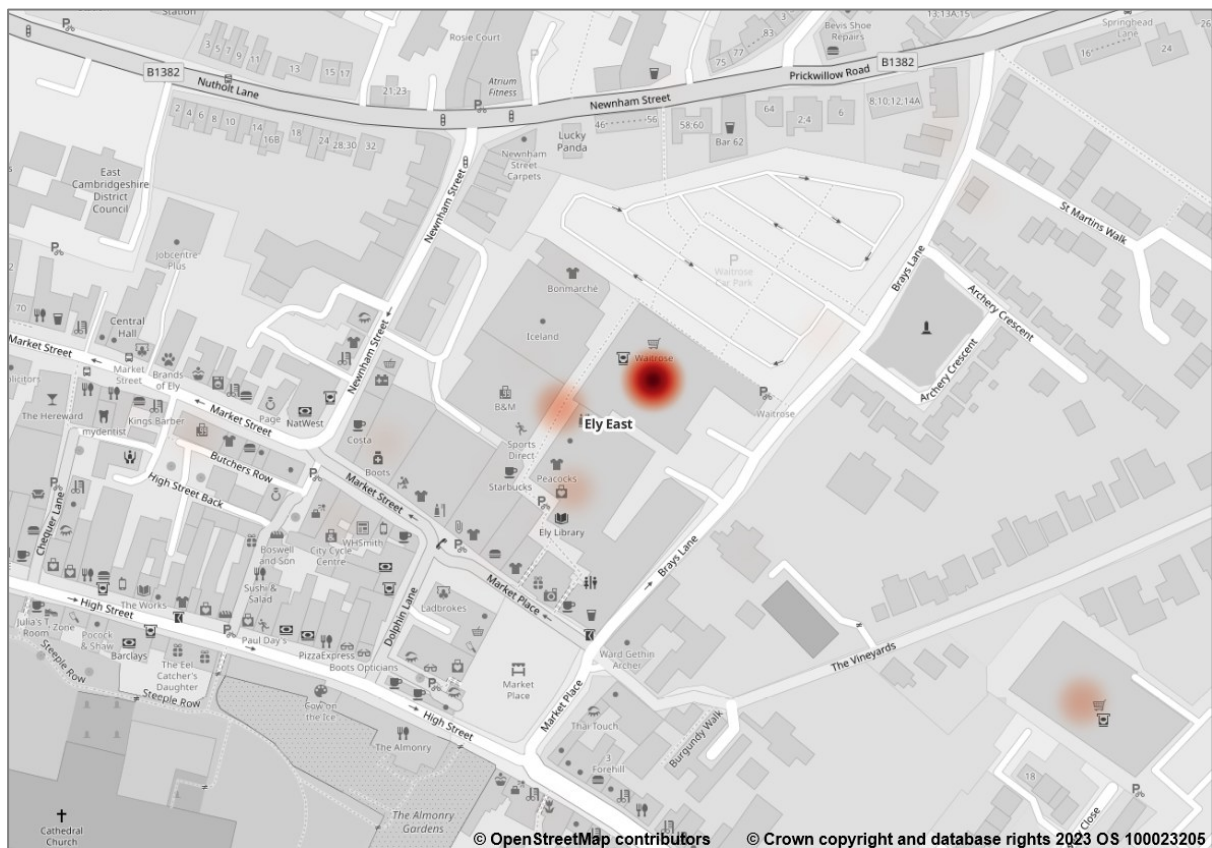 Station
3 5 7 9 11
13
15 17
B1382
Nutholt Lane
2 4 6 8 10
14
16B
18
24
28,30
32
21,23
Rosie Court
Atrium
Fitness
P
Newnham Street
Newnham
Street
Carpets
46
56
Lucky
Panda
58:60
Bar 62
64
2,4
6
8;10,12,14A
75
77
83
3
71
Bevis Shoe
Repairs
13;13A,15
Prickwillow Road
B1382
Springhead
Lane
26
16
24
East
Cambridgeshire
District
Council
Jobcentre
Plus
Newnham Street
Newnham Street
St Martins Walk
Brays Lane
Archery Crescent
Archery Crescent
P
Waitrose
Car Park
Bonmarche
Iceland
Waitrose
Waitrose
B&M
Sports
Direct
Starbucks
Ely East
Peacocks
Ely Library
70
Central
Hall
Market Street
Market
Street
Brands
of Ely
Kings Barber
The Hereward
mydentist
Page
NatWest
Market Street
Costa
Boots
Butchers Row
High Street Back
Chequer Lane
Market Street
Boswell
and Son
City Cycle
Centre
WHSmith
Sushi &
Salad
Dolphin Lane
Ladbrokes
Market Place
Brays Lane
The Works
High Street
Julia's T
Room
Zone
Pocock
& Shaw
Barclays
The Eel
Catcher's
Daughter
Paul Day's
PizzaExpress
Boots Opticians
Steeple Row
Steeple Row
Market
Place
Market Place
Ward Gethin
Archer
The Vineyards
Burgundy Walk
Thai Touch
3
Forehill
High Street
The Almonry
The Almonry
Gardens
Cathedral
Church
18
Close
© OpenStreetMap contributors © Crown copyright and database rights 2023 OS 100023205